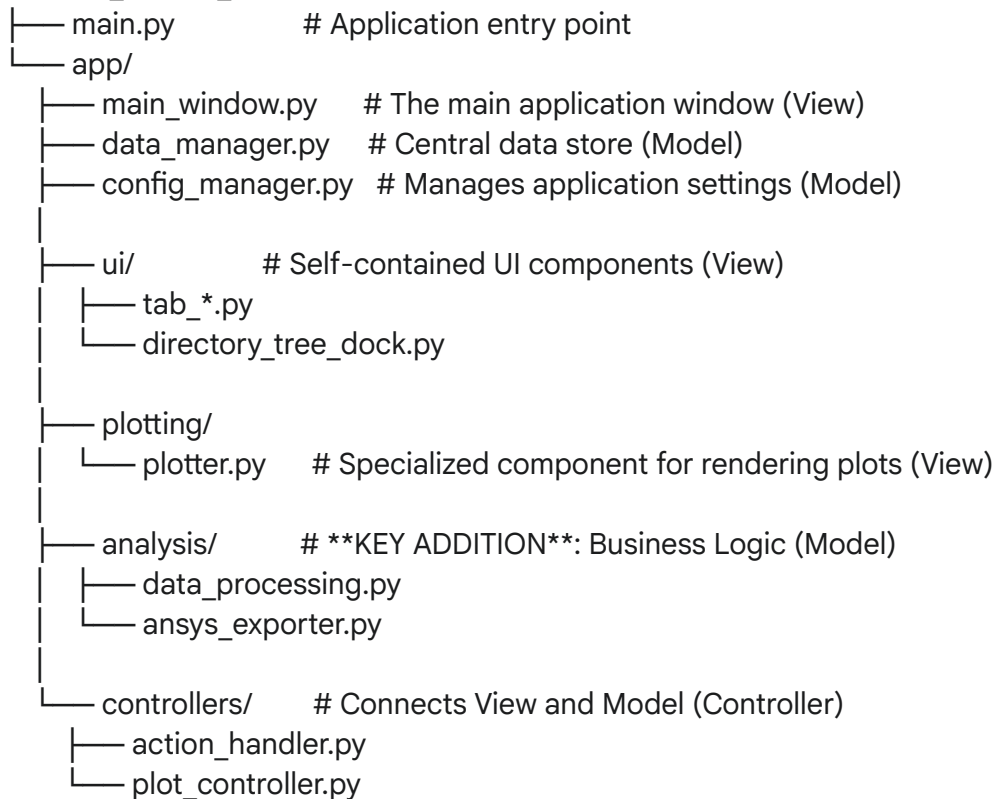 ├── main.py # Application entry point
└── app/
├── main_window.py # The main application window (View)
├── data_manager.py # Central data store (Model)
├── config_manager.py # Manages application settings (Model)
│
├── ui/ # Self-contained UI components (View)
│ ├── tab_*.py
│ └── directory_tree_dock.py
│
├── plotting/
│ └── plotter.py # Specialized component for rendering plots (View)
│
├── analysis/ # **KEY ADDITION**: Business Logic (Model)
│ ├── data_processing.py
│ └── ansys_exporter.py
│
└── controllers/ # Connects View and Model (Controller)
├── action_handler.py
└── plot_controller.py